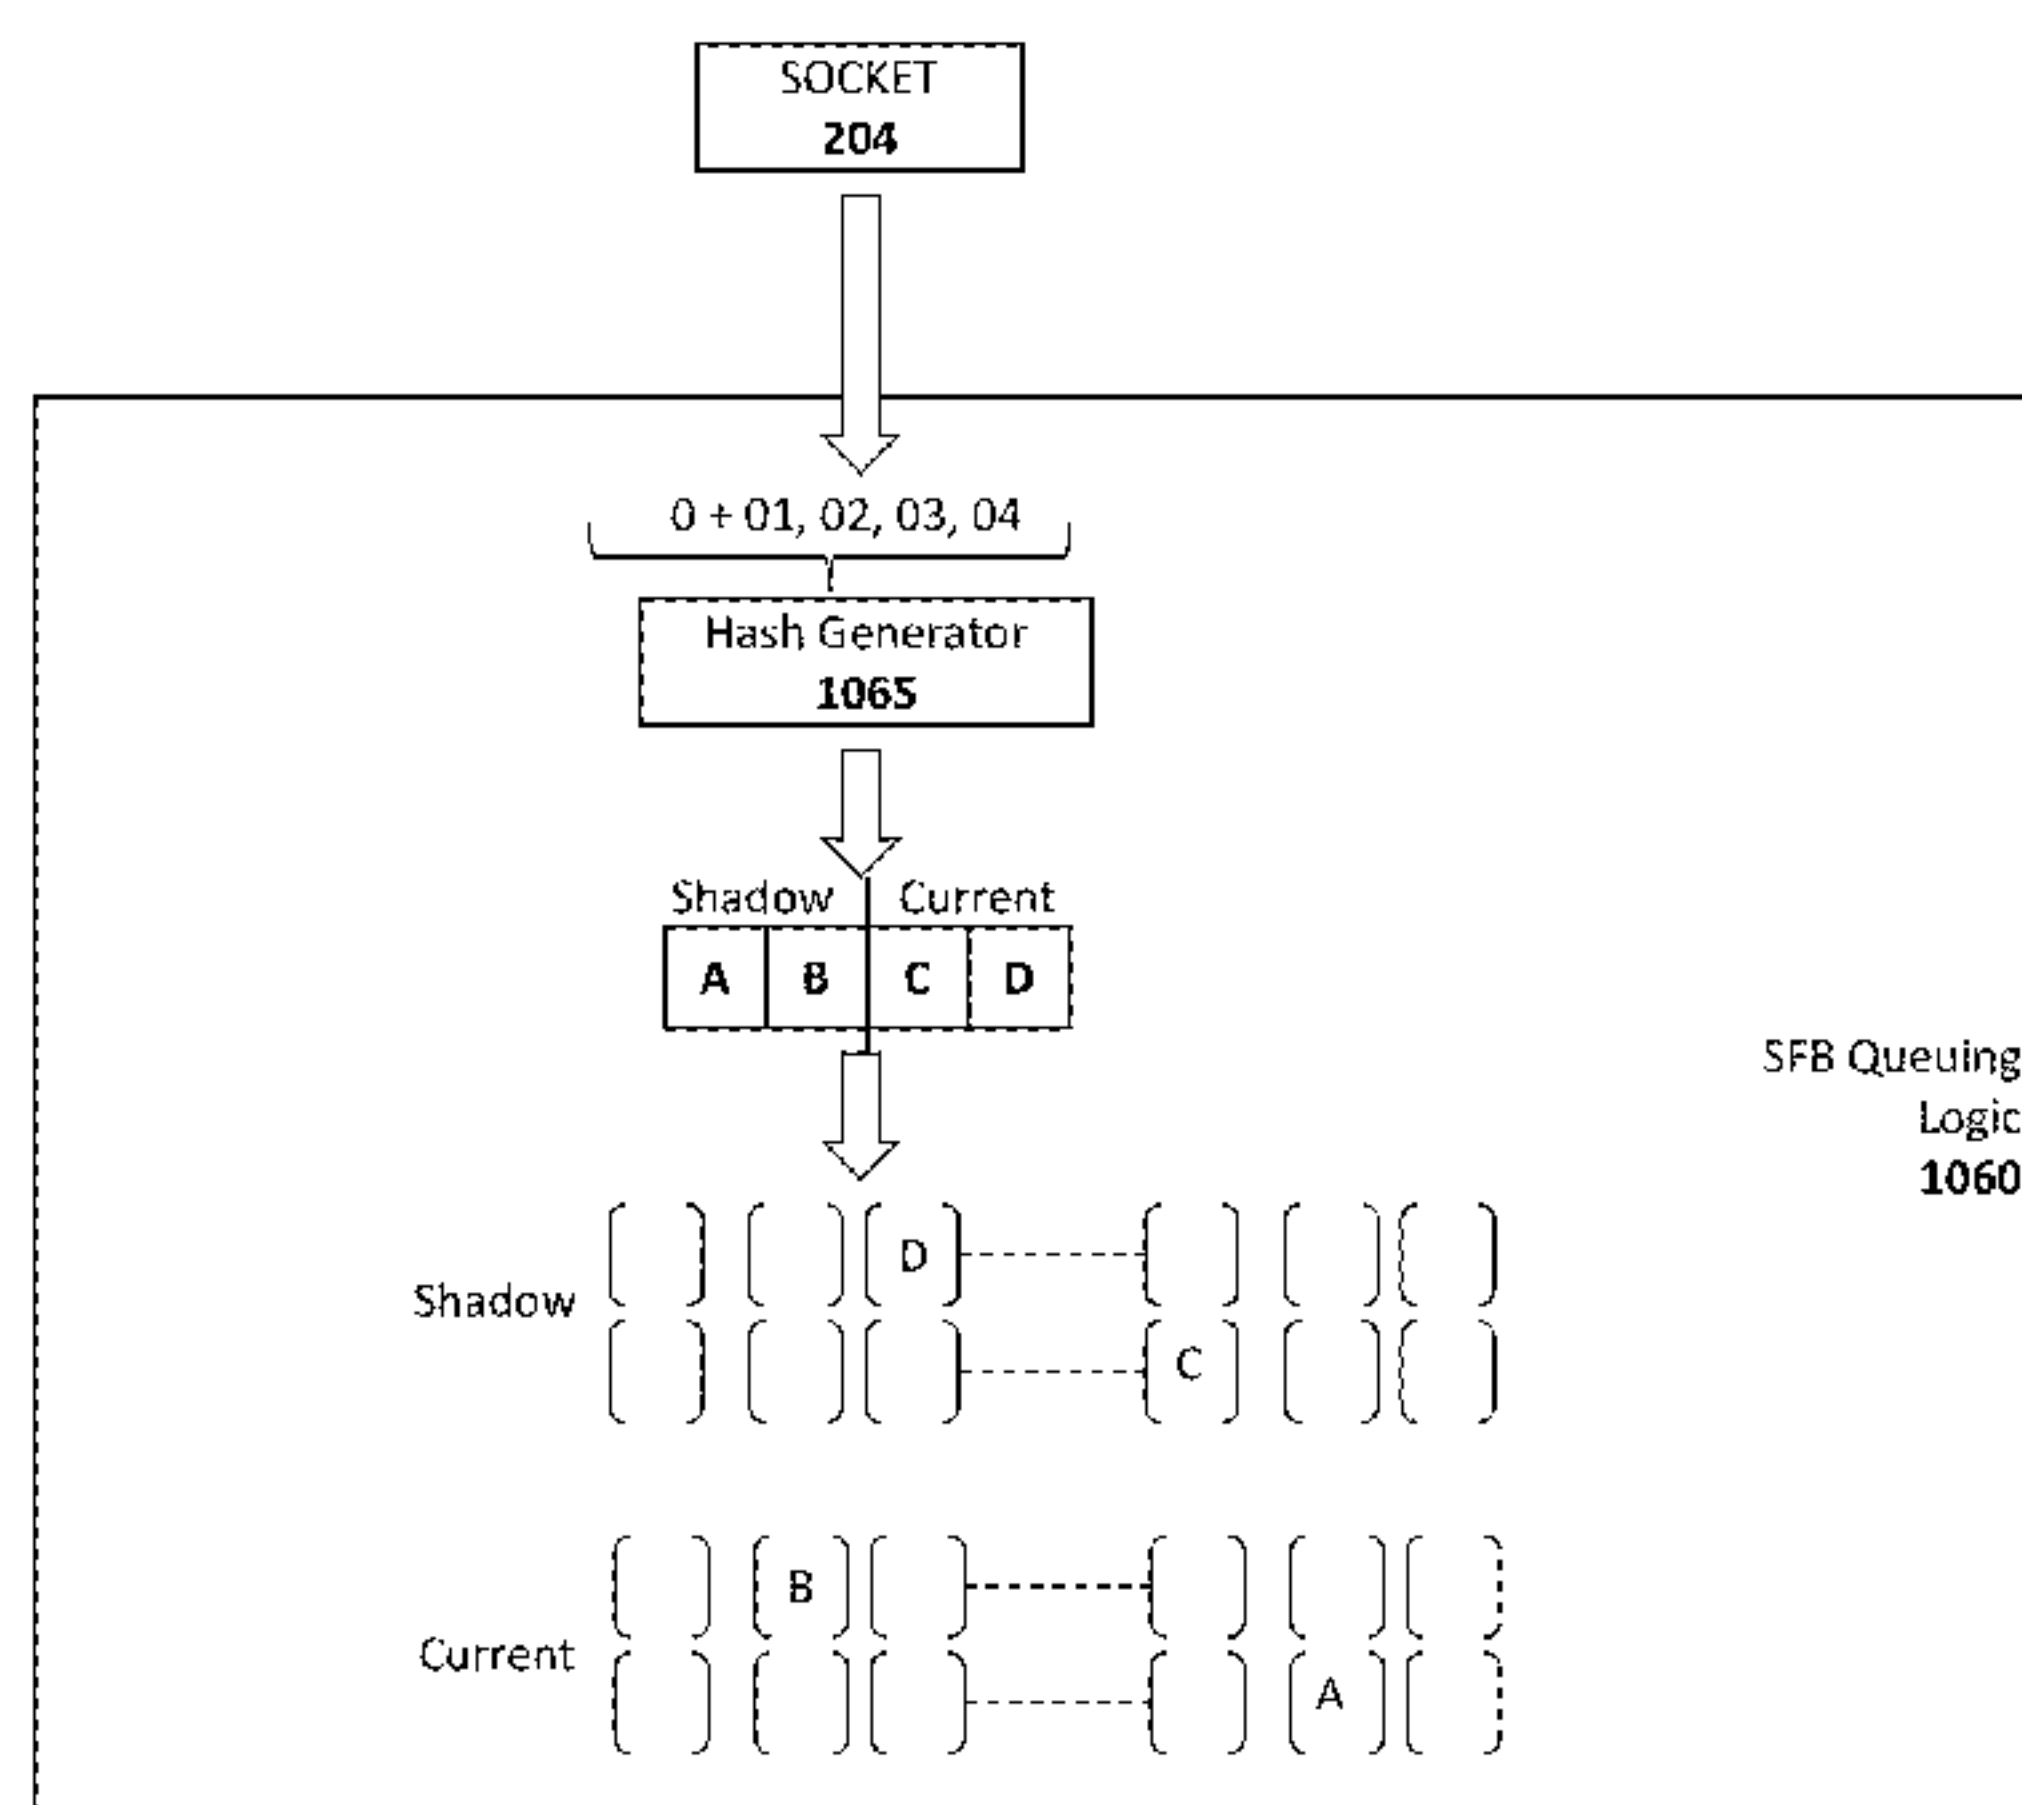 SOCKET
204
0 + 01, 02, 03, 04
Hash Generator
1065
Shadow Current
A B C D
SFB Queuing
Logic
1060
D
Shadow
C
B
Current
A